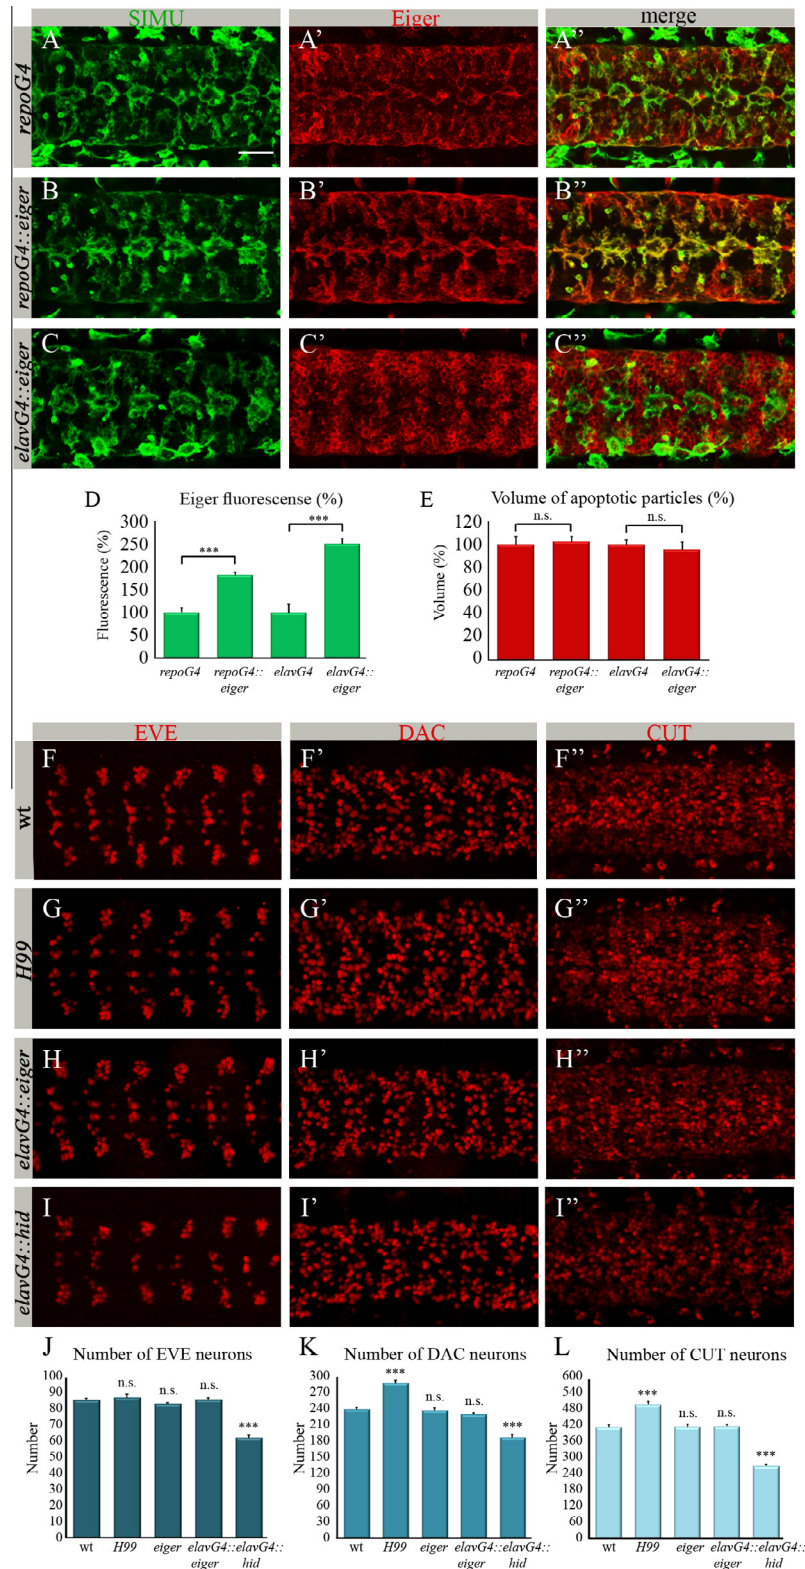 SIMU Eiger merge
repoG4 A A' A''
repoG4::eiger B B' B''
elavG4::eiger C C' C''
D Eiger fluorescense (%)
Fluorescence (%)
300
250
200
150
100
50
0
*** ***
repoG4 repoG4::eiger elavG4 elavG4::eiger
E Volume of apoptotic particles (%)
Volume (%)
120
100
80
60
40
20
0
n.s. n.s.
repoG4 repoG4::eiger elavG4 elavG4::eiger
EVE DAC CUT
wt F F' F''
H99 G G' G''
elavG4::eiger H H' H''
elavG4::hid I I' I''
J Number of EVE neurons
Number
100
90
80
70
60
50
40
30
20
10
0
n.s. n.s. n.s. ***
wt H99 eiger elavG4::eiger elavG4::hid
K Number of DAC neurons
Number
300
270
240
210
180
150
120
90
60
30
0
*** n.s. n.s. ***
wt H99 eiger elavG4::eiger elavG4::hid
L Number of CUT neurons
Number
600
540
480
420
360
300
240
180
120
60
0
*** n.s. n.s. ***
wt H99 eiger elavG4::eiger elavG4::hid